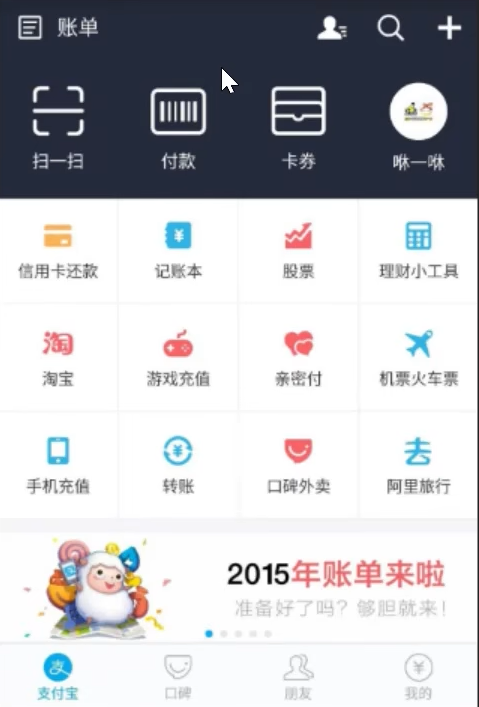 账单
扫一扫 付款 卡券 咻一咻
信用卡还款 记账本 股票 理财小工具
淘
去
淘宝 游戏充值 亲密付 机票火车票
手机充值 转账 口碑外卖 阿里旅行
2015年账单来啦
准备好了吗?够胆就来!
支
支付宝 口碑 朋友 我的